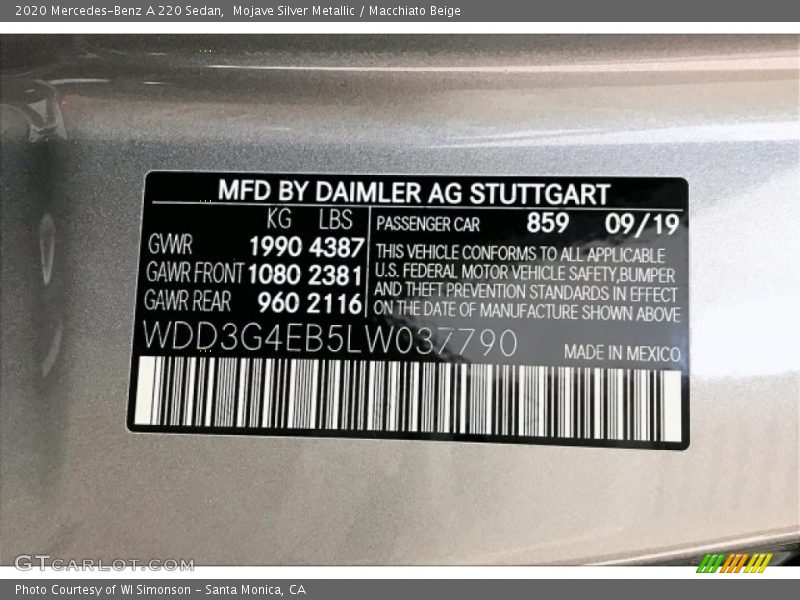 2020 Mercedes-Benz A 220 Sedan, Mojave Silver Metallic / Macchiato Beige
MFD BY DAIMLER AG STUTTGART
KG LBS
GVWR 1990 4387
GAWR FRONT 1080 2381
GAWR REAR 960 2116
PASSENGER CAR 859 09/19
THIS VEHICLE CONFORMS TO ALL APPLICABLE
U.S. FEDERAL MOTOR VEHICLE SAFETY,BUMPER
AND THEFT PREVENTION STANDARDS IN EFFECT
ON THE DATE OF MANUFACTURE SHOWN ABOVE
WDD3G4EB5LW037790
MADE IN MEXICO
GTCARLOT.COM
Photo Courtesy of WI Simonson - Santa Monica, CA